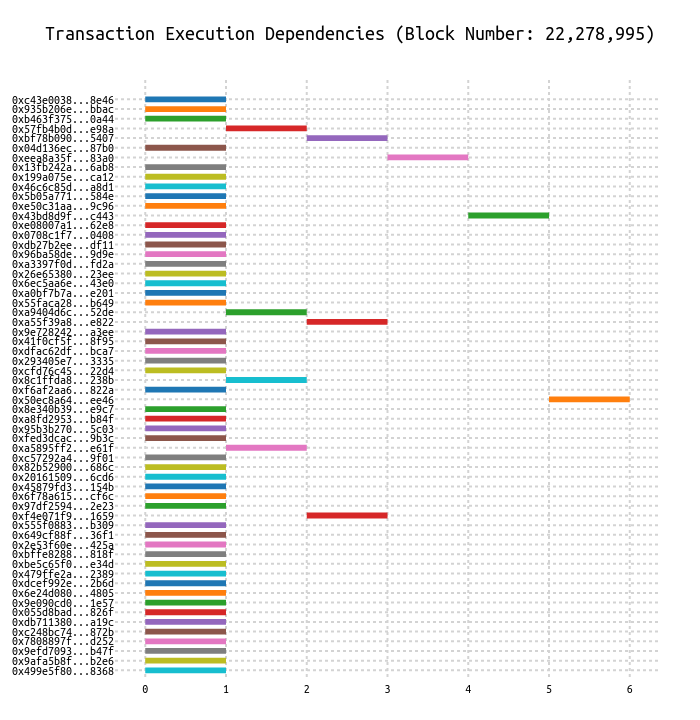 Transaction Execution Dependencies (Block Number: 22,278,995)
0xc43e0038...8e46
0x935b206e...bbac
0xb463f375...0a44
0x57fb4b0d...e98a
0xbf78b090...5407
0x04d136ec...87b0
0xeea8a35f...83a0
0x13fb242a...6ab8
0x199a075e...ca12
0x46c6c85d...a8d1
0x5b05a771...584e
0xe50c31aa...9c96
0x43bd8d9f...c443
0xe08007a1...62e8
0x0708c1f7...0408
0xdb27b2ee...df11
0x96ba58de...9d9e
0xa3397f0d...fd2a
0x26e65380...23ee
0x6ec5aa6e...43e0
0xa0bf7b7a...e201
0x55faca28...b649
0xa9404d6c...52de
0xa55f39a8...e822
0x9e728242...a3ee
0x41f0cf5f...8f95
0xdfac62df...bca7
0x293405e7...3335
0xcfd76c45...22d4
0x8c1ffda8...238b
0xf6af2aa6...822a
0x50ec8a64...ee46
0x8e340b39...e9c7
0xa8fd2953...b84f
0x95b3b270...5c03
0xfed3dcac...9b3c
0xa5895ff2...e61f
0xc57292a4...9f01
0x82b52900...686c
0x20161509...6cd6
0x45879fd3...154b
0x6f78a615...cf6c
0x97df2594...2e23
0xf4e071f9...1659
0x555f0883...b309
0x649cf88f...36f1
0x2e53f60e...425a
0xbffe8288...818f
0xbe5c65f0...e34d
0x479ffe2a...2389
0xdcef992e...2b6d
0x6e24d080...4805
0x9e090cd0...1e57
0x055d8bad...826f
0xdb711380...a19c
0xc248bc74...872b
0x7808897f...d252
0x9efd7093...b47f
0x9afa5b8f...b2e6
0x499e5f80...8368
0 1 2 3 4 5 6